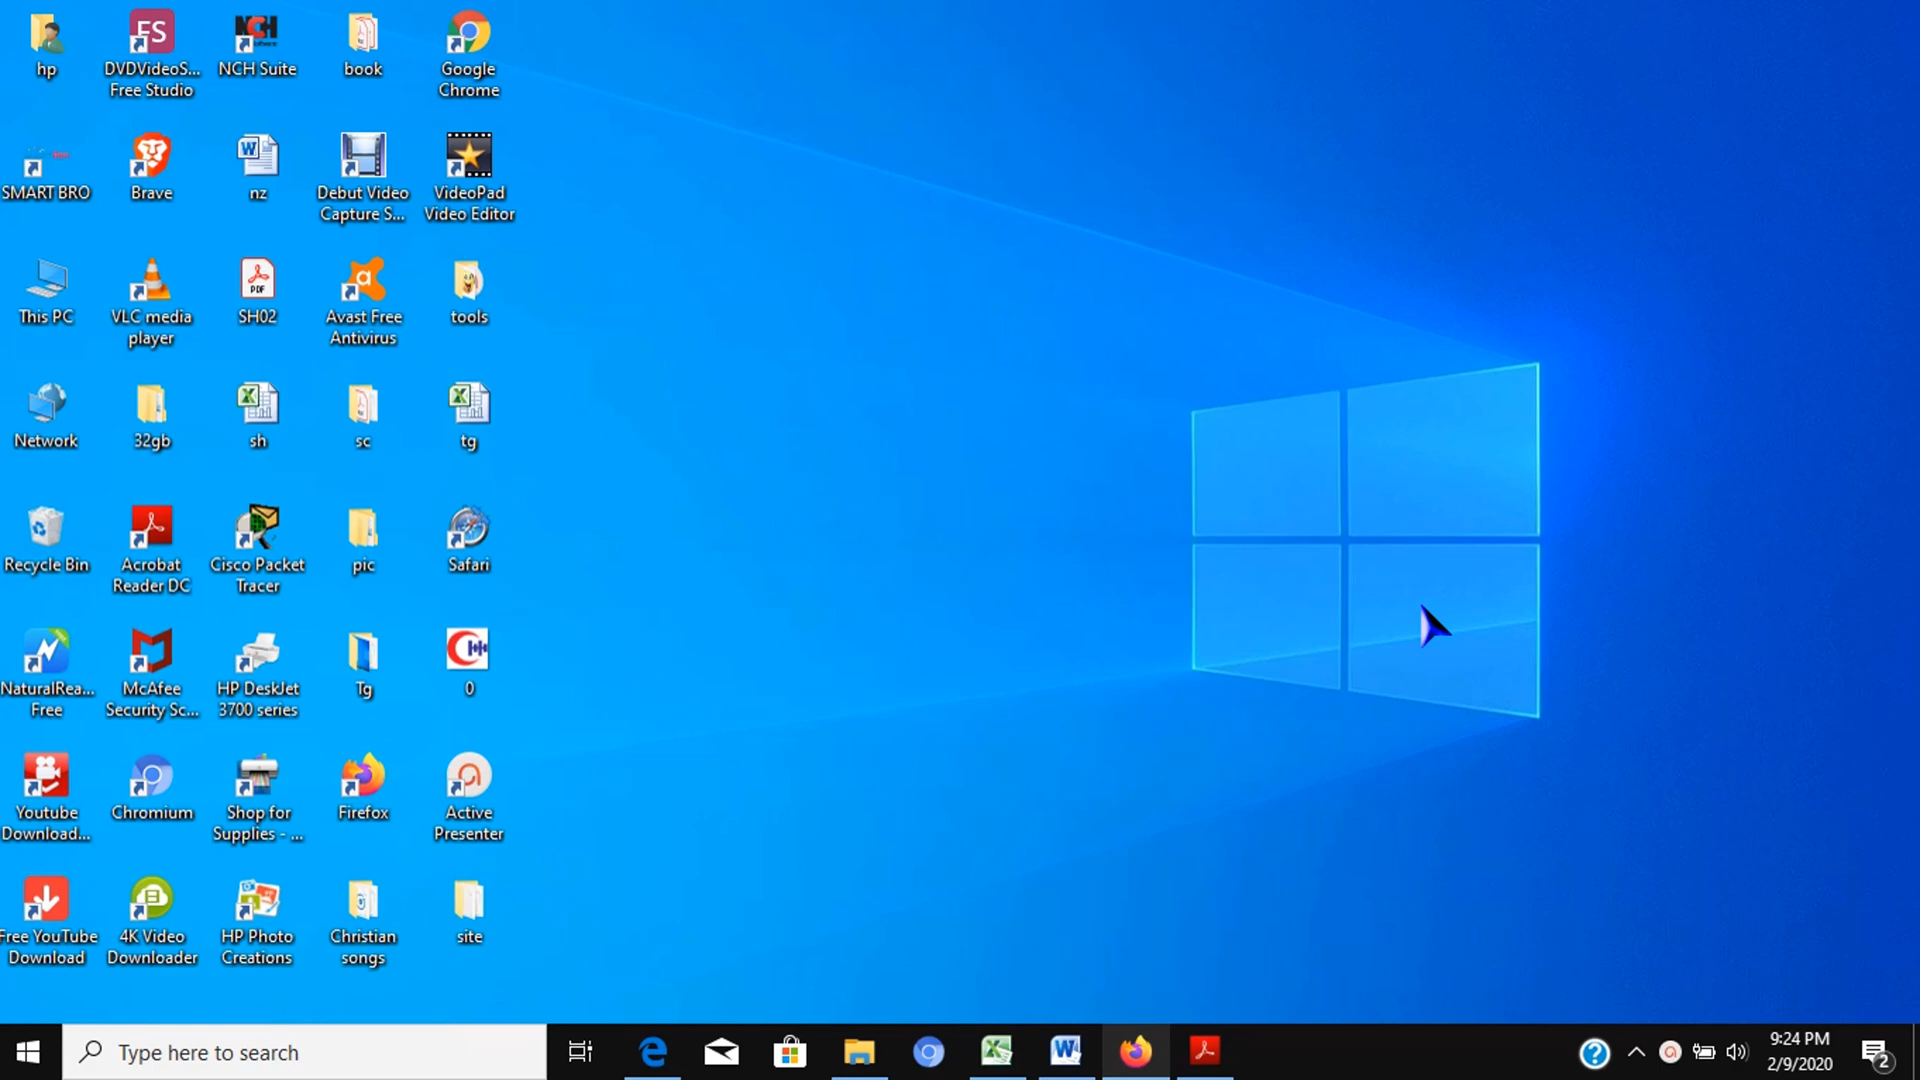 hp
DVDVideoS...
Free Studio
NCH Suite
book
Google
Chrome
SMART BRO
Brave
nz
Debut Video
Capture S...
VideoPad
Video Editor
This PC
VLC media
player
SH02
Avast Free
Antivirus
tools
Network
32gb
sh
sc
tg
Recycle Bin
Acrobat
Reader DC
Cisco Packet
Tracer
pic
Safari
NaturalRea...
Free
McAfee
Security Sc...
HP DeskJet
3700 series
Tg
0
Youtube
Download...
Chromium
Shop for
Supplies - ...
Firefox
Active
Presenter
Free YouTube
Download
4K Video
Downloader
HP Photo
Creations
Christian
songs
site
Type here to search
9:24 PM
2/9/2020
2